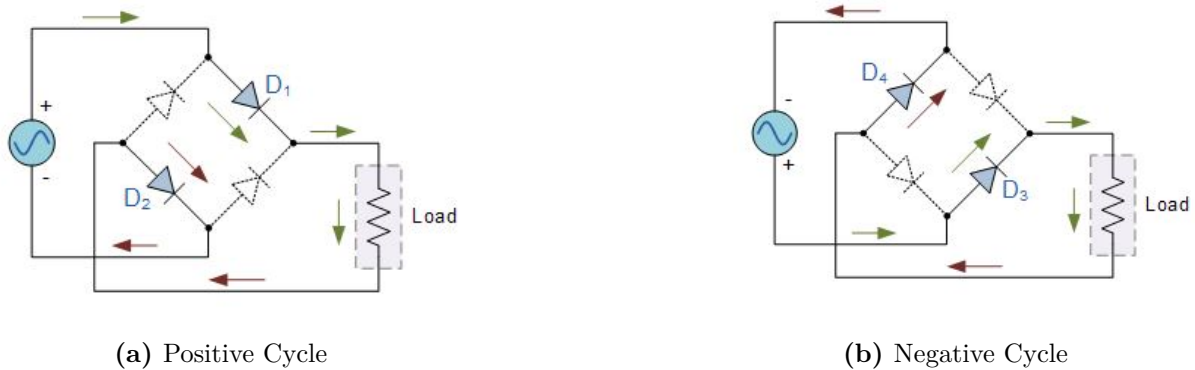 +
-
D1
D2
Load
(a) Positive Cycle
-
+
D4
D3
Load
(b) Negative Cycle